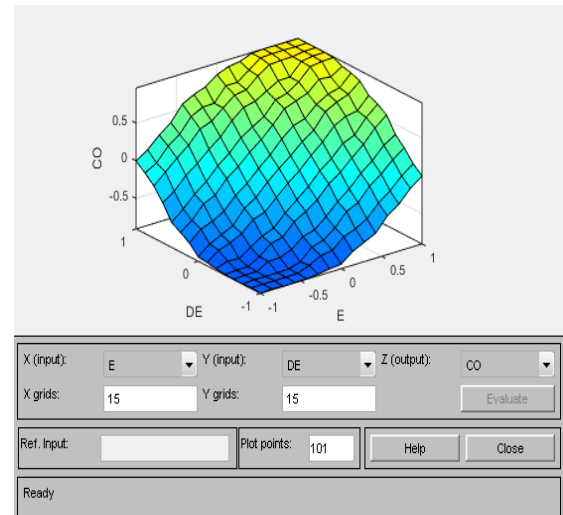 0.5
0
-0.5
CO
1
0
-1
DE
-1
-0.5
0
0.5
1
E
X (input): E Y (input): DE Z (output): CO
X grids: 15 Y grids: 15 Evaluate
Ref. Input: Plot points: 101 Help Close
Ready